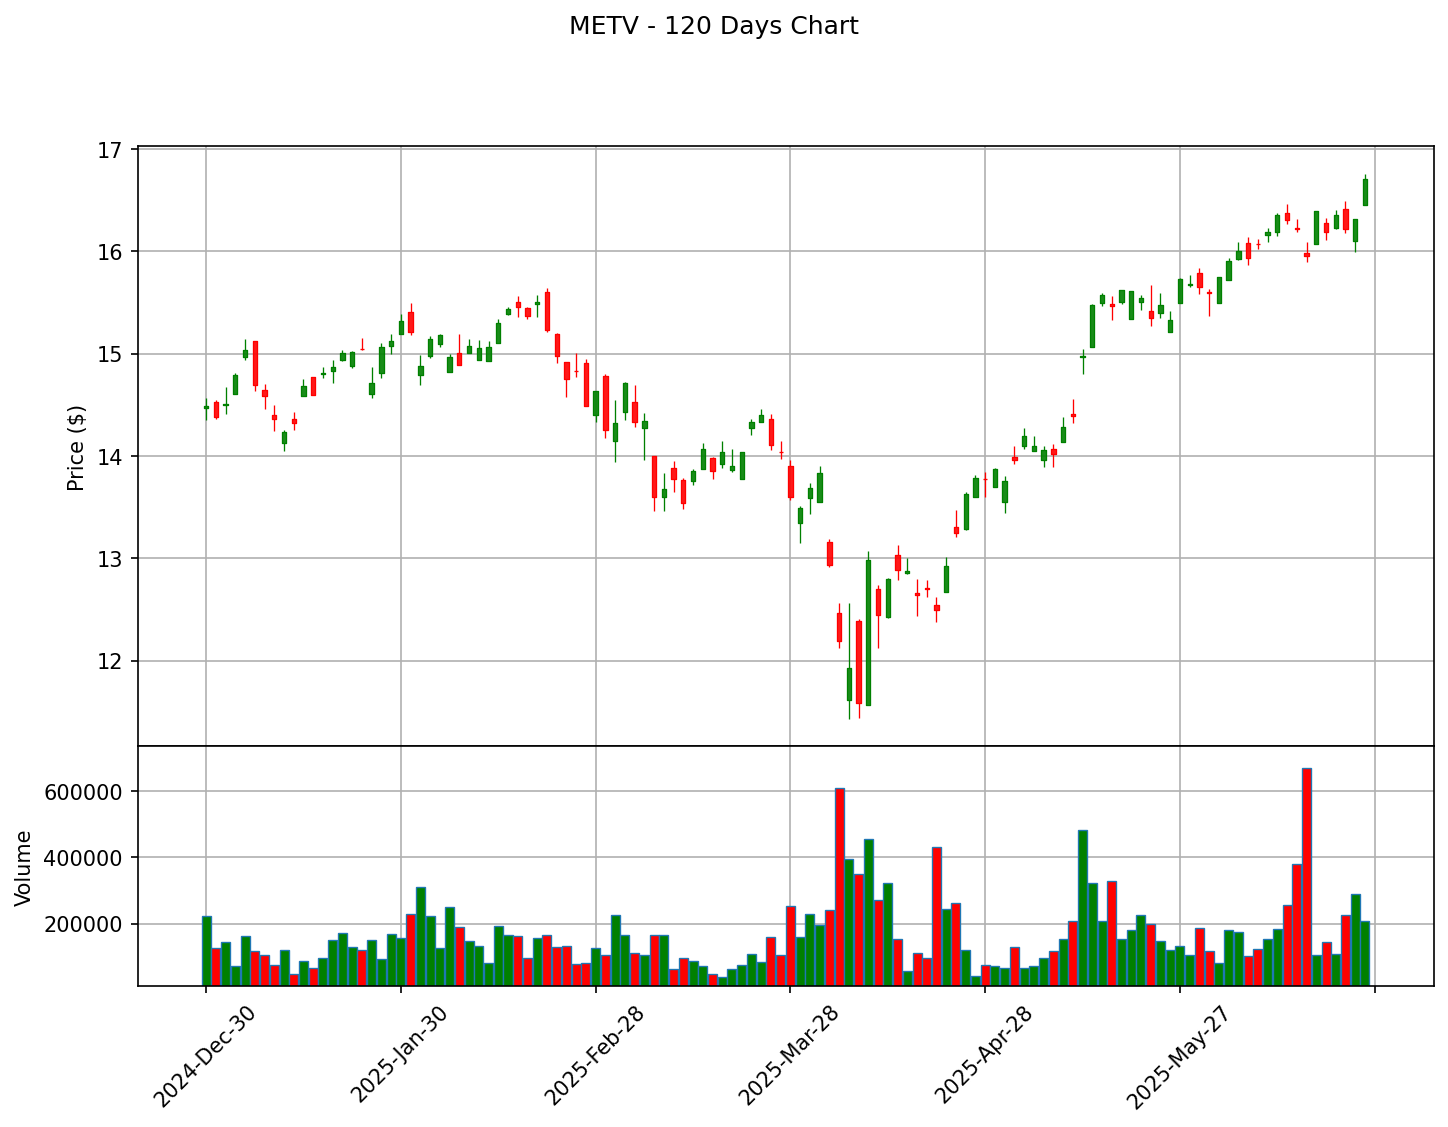 METV - 120 Days Chart
17
16
15
14
13
12
Price ($)
600000
400000
200000
Volume
2024-Dec-30
2025-Jan-30
2025-Feb-28
2025-Mar-28
2025-Apr-28
2025-May-27